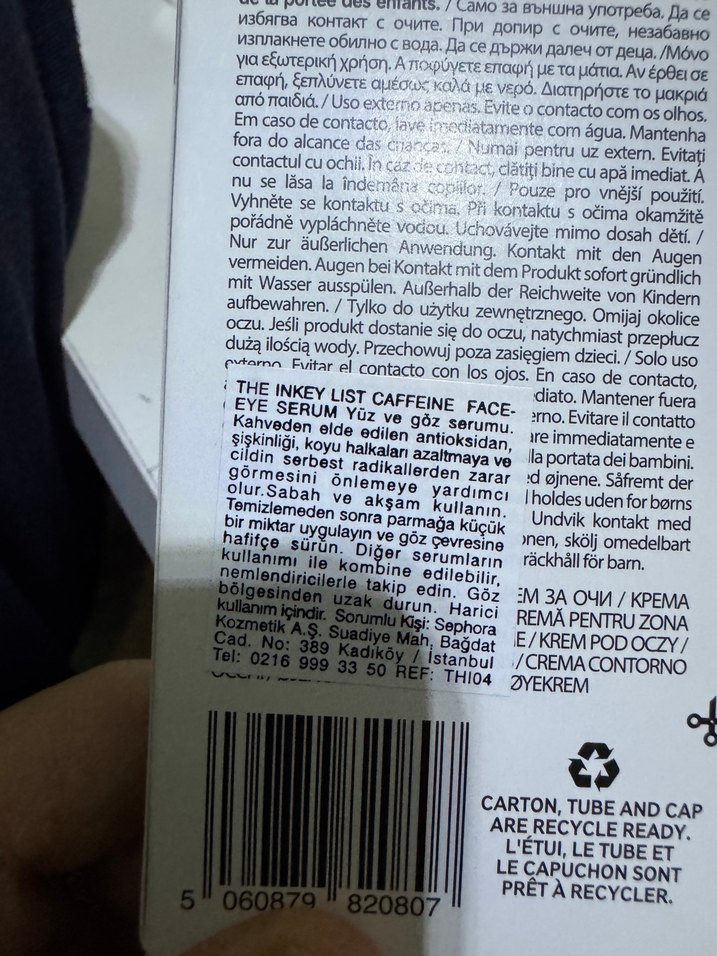 de la portée des enfants. / Само за външна употреба. Да се
избягва контакт с очите. При допир с очите, незабавно
изплакнете обилно с вода. Да се държи далеч от деца. /Μόνο
για εξωτερική χρήση. Αποφύγετε επαφή με τα μάτια. Αν έρθει σε
επαφή, ξεπλύνετε αμέσως καλά με νερό. Διατηρήστε το μακριά
από παιδιά. / Uso externo apenas. Evite o contacto com os olhos.
Em caso de contacto, lave imediatamente com água. Mantenha
fora do alcance das crianças. / Numai pentru uz extern. Evitați
contactul cu ochii. În caz de contact, clătiți bine cu apă imediat. A
nu se lăsa la îndemâna copiilor. / Pouze pro vnější použití.
Vyhněte se kontaktu s očima. Při kontaktu s očima okamžitě
pořádně vypláchněte vodou. Uchovávejte mimo dosah dětí. /
Nur zur äußerlichen Anwendung. Kontakt mit den Augen
vermeiden. Augen bei Kontakt mit dem Produkt sofort gründlich
mit Wasser ausspülen. Außerhalb der Reichweite von Kindern
aufbewahren. / Tylko do użytku zewnętrznego. Omijaj okolice
oczu. Jeśli produkt dostanie się do oczu, natychmiast przepłucz
dużą ilością wody. Przechowuj poza zasięgiem dzieci. / Solo uso
externo. Evitar el contacto con los ojos. En caso de contacto,
diato. Mantener fuera
erno. Evitare il contatto
are immediatamente e
lla portata dei bambini.
ed øjnene. Såfremt der
l holdes uden for børns
Undvik kontakt med
onen, skölj omedelbart
räckhåll för barn.
THE INKEY LIST CAFFEINE FACE-
EYE SERUM Yüz ve göz serumu.
Kahveden elde edilen antioksidan,
şişkinliği, koyu halkaları azaltmaya ve
cildin serbest radikallerden zarar
görmesini önlemeye yardımcı
olur.Sabah ve akşam kullanın.
Temizlemeden sonra parmağa küçük
bir miktar uygulayın ve göz çevresine
hafifçe sürün. Diğer serumların
kullanımı ile kombine edilebilir,
nemlendiricilerle takip edin. Göz
bölgesinden uzak durun. Harici
kullanım içindir. Sorumlu Kişi: Sephora
Kozmetik A.Ş. Suadiye Mah. Bağdat
Cad. No: 389 Kadıköy / İstanbul
Tel: 0216 999 33 50 REF: THI04
ЕМ ЗА ОЧИ / ΚΡΕΜΑ
REMĂ PENTRU ZONA
E / KREM POD OCZY /
/ CREMA CONTORNO
ØYEKREM
5 060879 820807
CARTON, TUBE AND CAP
ARE RECYCLE READY.
L'ÉTUI, LE TUBE ET
LE CAPUCHON SONT
PRÊT À RECYCLER.